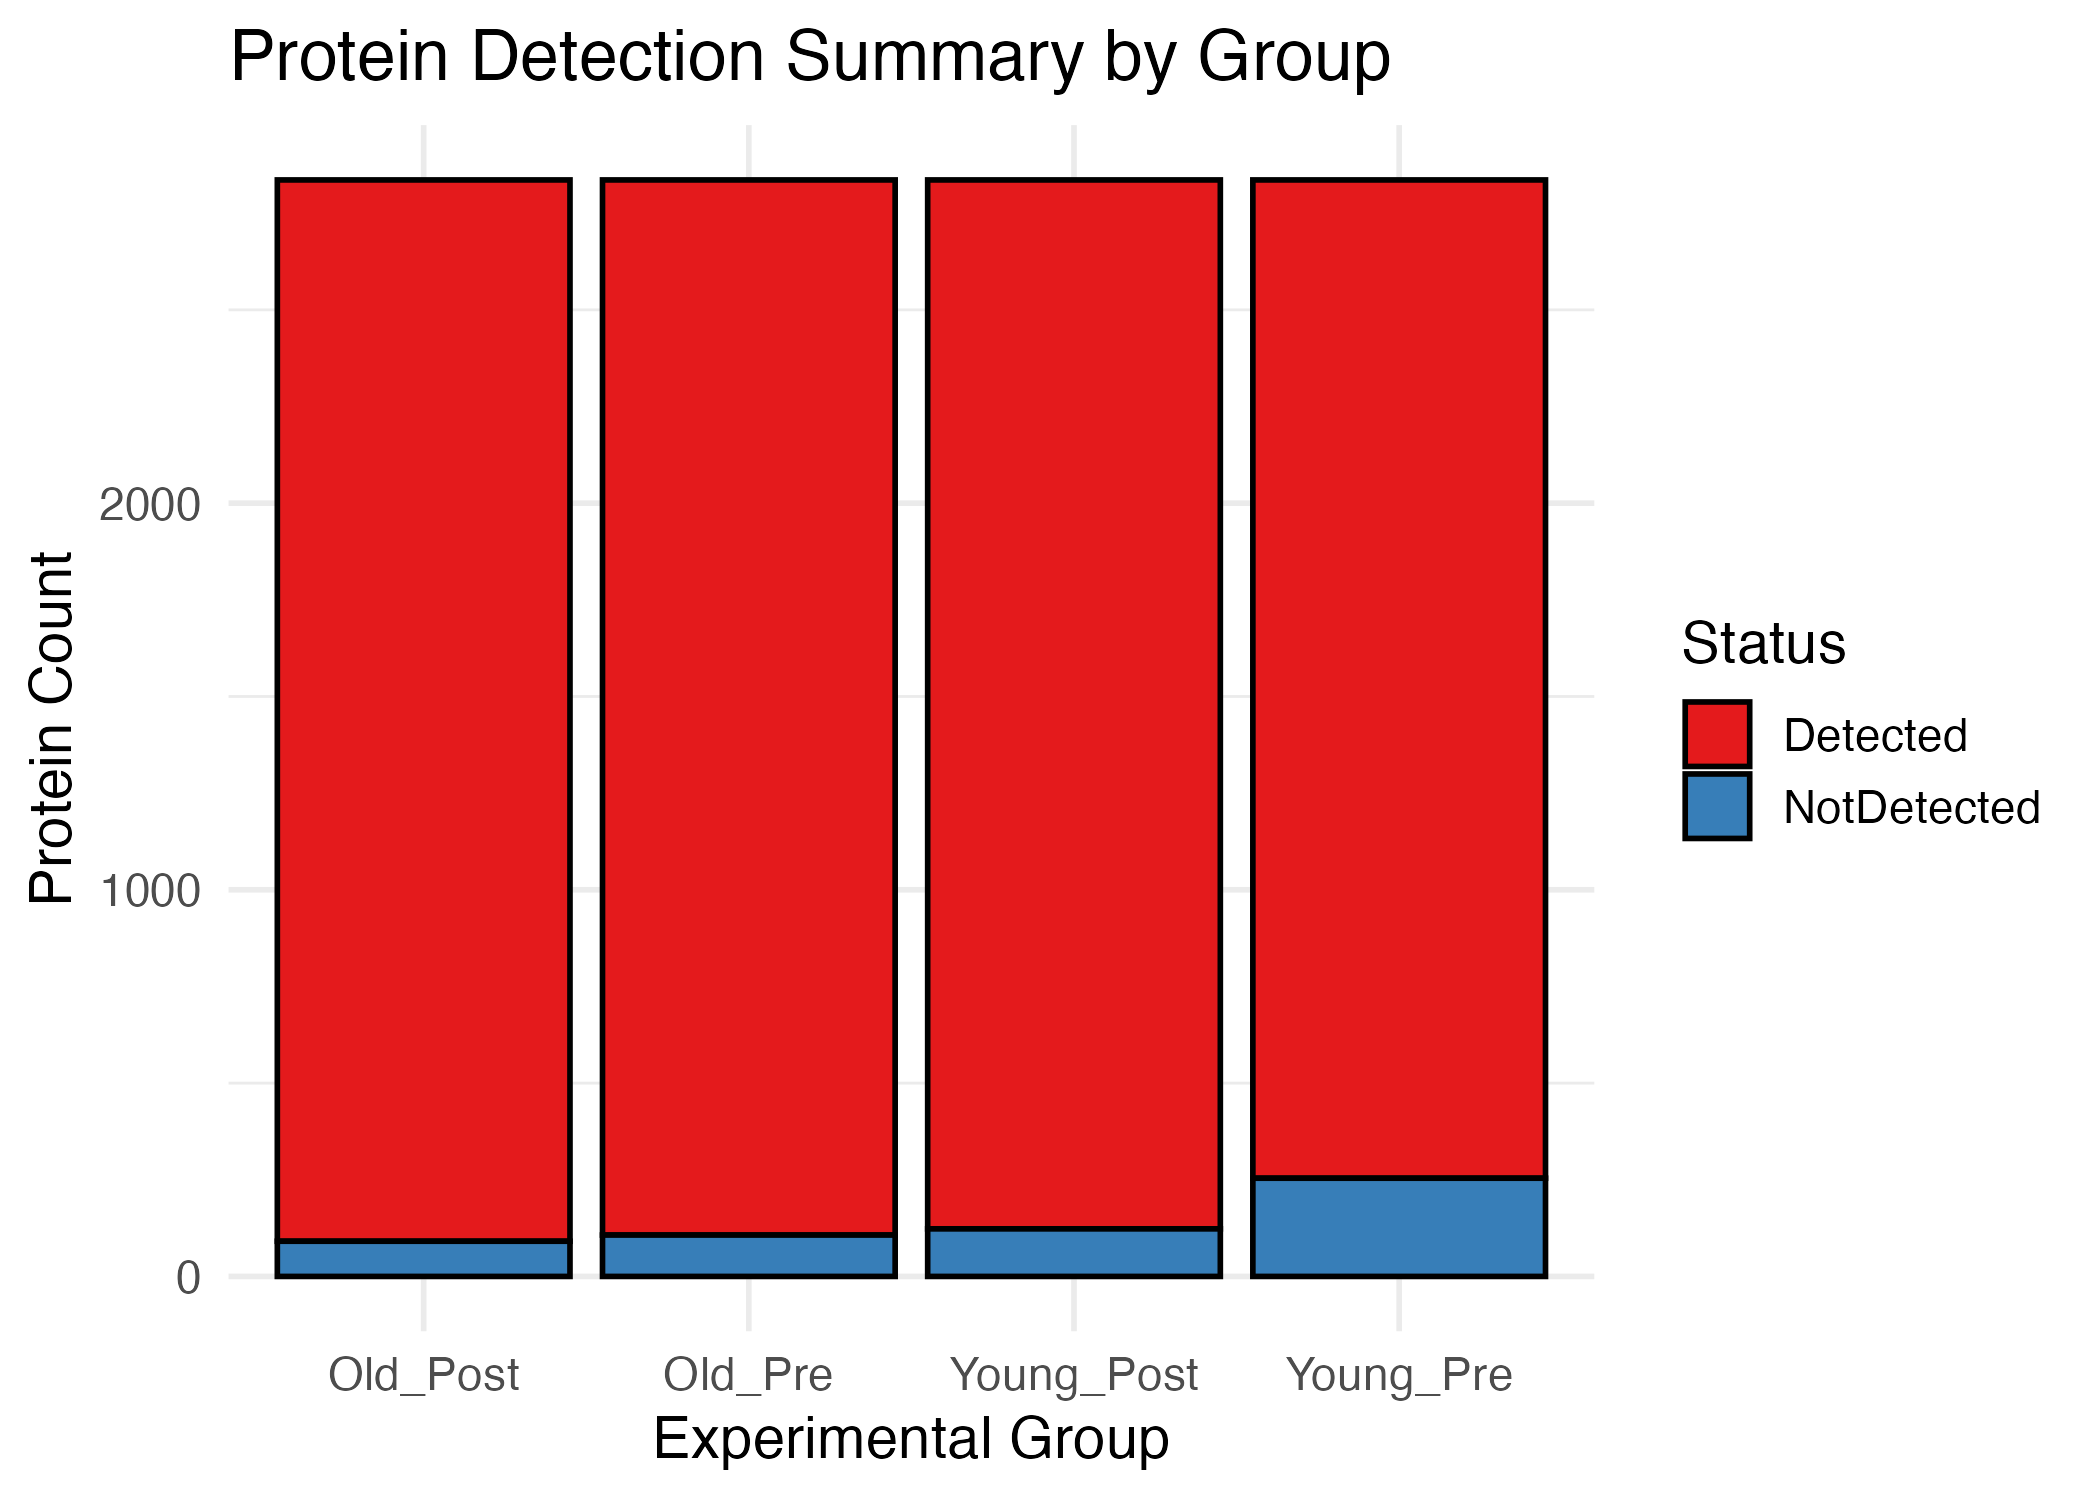 Protein Detection Summary by Group
Protein Count
2000
1000
0
Old_Post
Old_Pre
Young_Post
Young_Pre
Experimental Group
Status
Detected
NotDetected